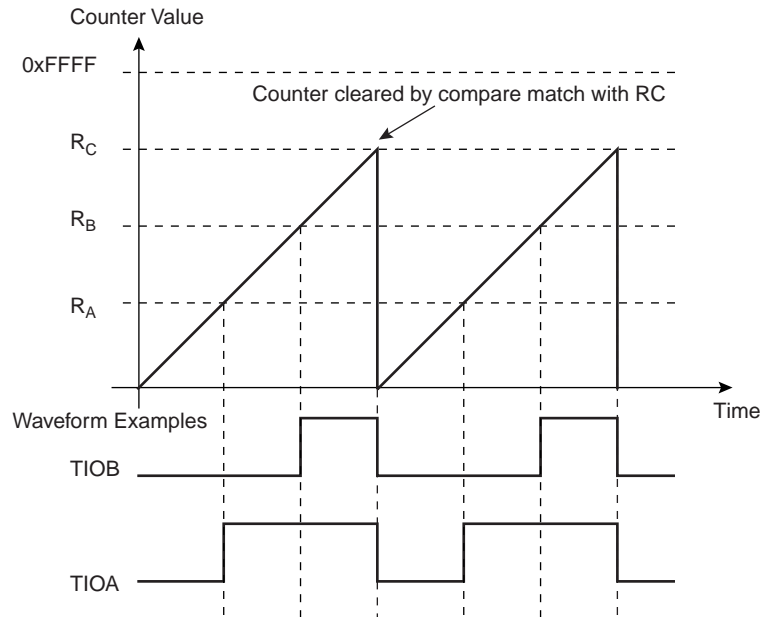 Counter Value
0xFFFF
Counter cleared by compare match with RC
RC
RB
RA
Time
Waveform Examples
TIOB
TIOA